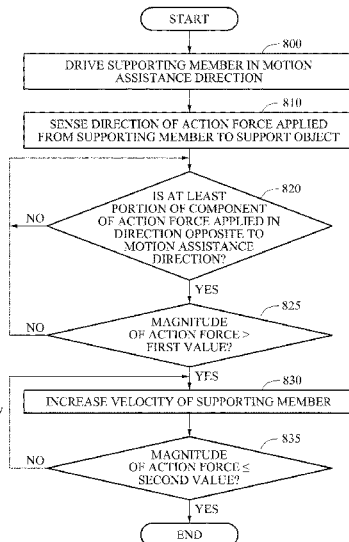 START
800
DRIVE SUPPORTING MEMBER IN MOTION
ASSISTANCE DIRECTION
810
SENSE DIRECTION OF ACTION FORCE APPLIED
FROM SUPPORTING MEMBER TO SUPPORT OBJECT
820
IS AT LEAST
PORTION OF COMPONENT
OF ACTION FORCE APPLIED IN
DIRECTION OPPOSITE TO
MOTION ASSISTANCE
DIRECTION?
NO
YES
825
MAGNITUDE
OF ACTION FORCE >
FIRST VALUE?
NO
YES
830
INCREASE VELOCITY OF SUPPORTING MEMBER
835
MAGNITUDE
OF ACTION FORCE ≤
SECOND VALUE?
NO
YES
END